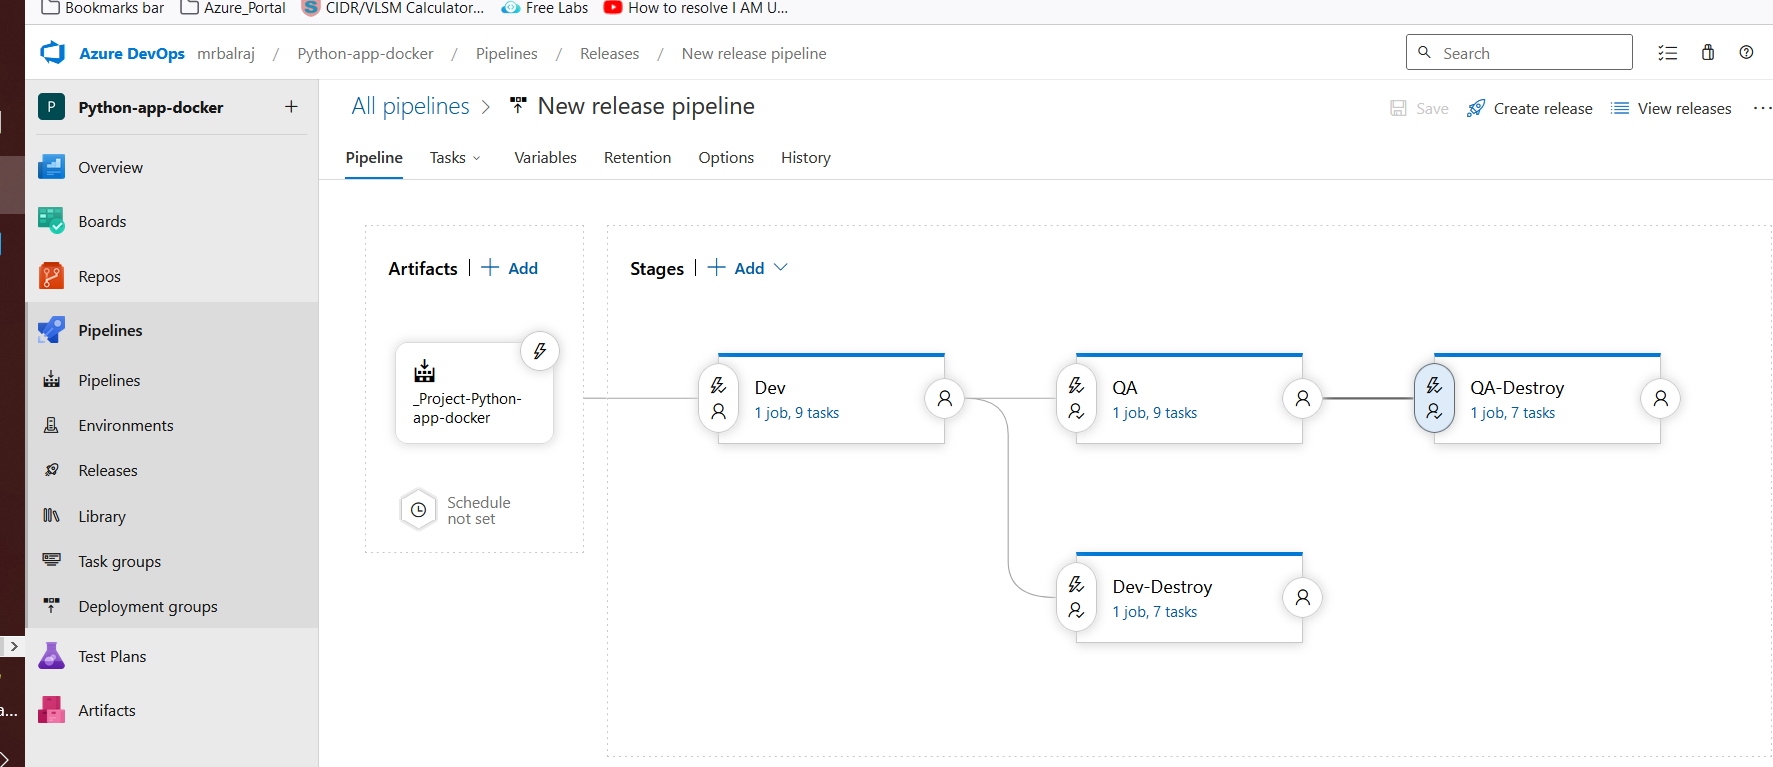 Bookmarks bar
Azure_Portal
CIDR/VLSM Calculator...
Free Labs
How to resolve I AM U...
Azure DevOps mrbalraj / Python-app-docker / Pipelines / Releases / New release pipeline
Search
P Python-app-docker +
Overview
Boards
Repos
Pipelines
Pipelines
Environments
Releases
Library
Task groups
Deployment groups
Test Plans
Artifacts
All pipelines > New release pipeline
Save
Create release
View releases
...
Pipeline
Tasks
Variables
Retention
Options
History
Artifacts | + Add
_Project-Python-
app-docker
Schedule
not set
Stages | + Add
Dev
1 job, 9 tasks
QA
1 job, 9 tasks
QA-Destroy
1 job, 7 tasks
Dev-Destroy
1 job, 7 tasks
a...